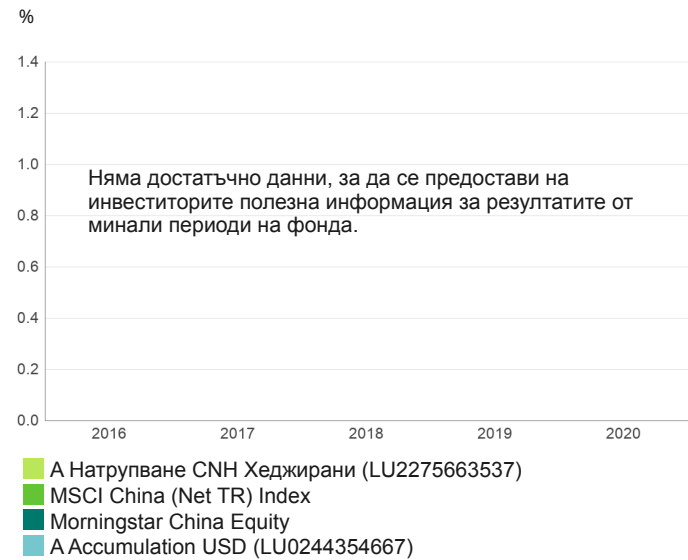 %
1.4
1.2
1.0
Няма достатъчно данни, за да се предостави на
инвеститорите полезна информация за резултатите от
0.8
минали периоди на фонда.
0.6
0.4
0.2
0.0
2016 2017 2018 2019 2020
А Натрупване CNH Хеджирани (LU2275663537)
MSCI China (Net TR) Index
Morningstar China Equity
A Accumulation USD (LU0244354667)